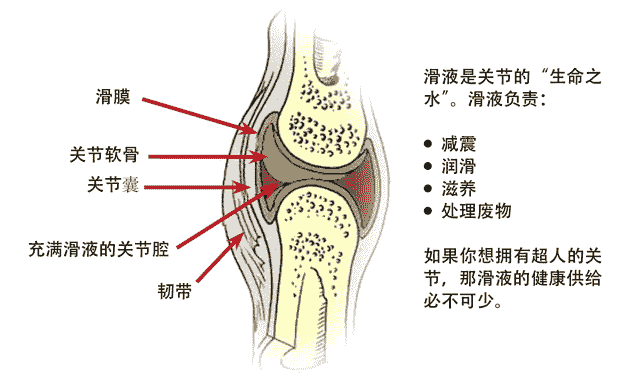 滑膜
关节软骨
关节囊
充满滑液的关节腔
韧带
滑液是关节的“生命之
水”。滑液负责：
● 减震
● 润滑
● 滋养
● 处理废物
如果你想拥有超人的关
节，那滑液的健康供给
必不可少。